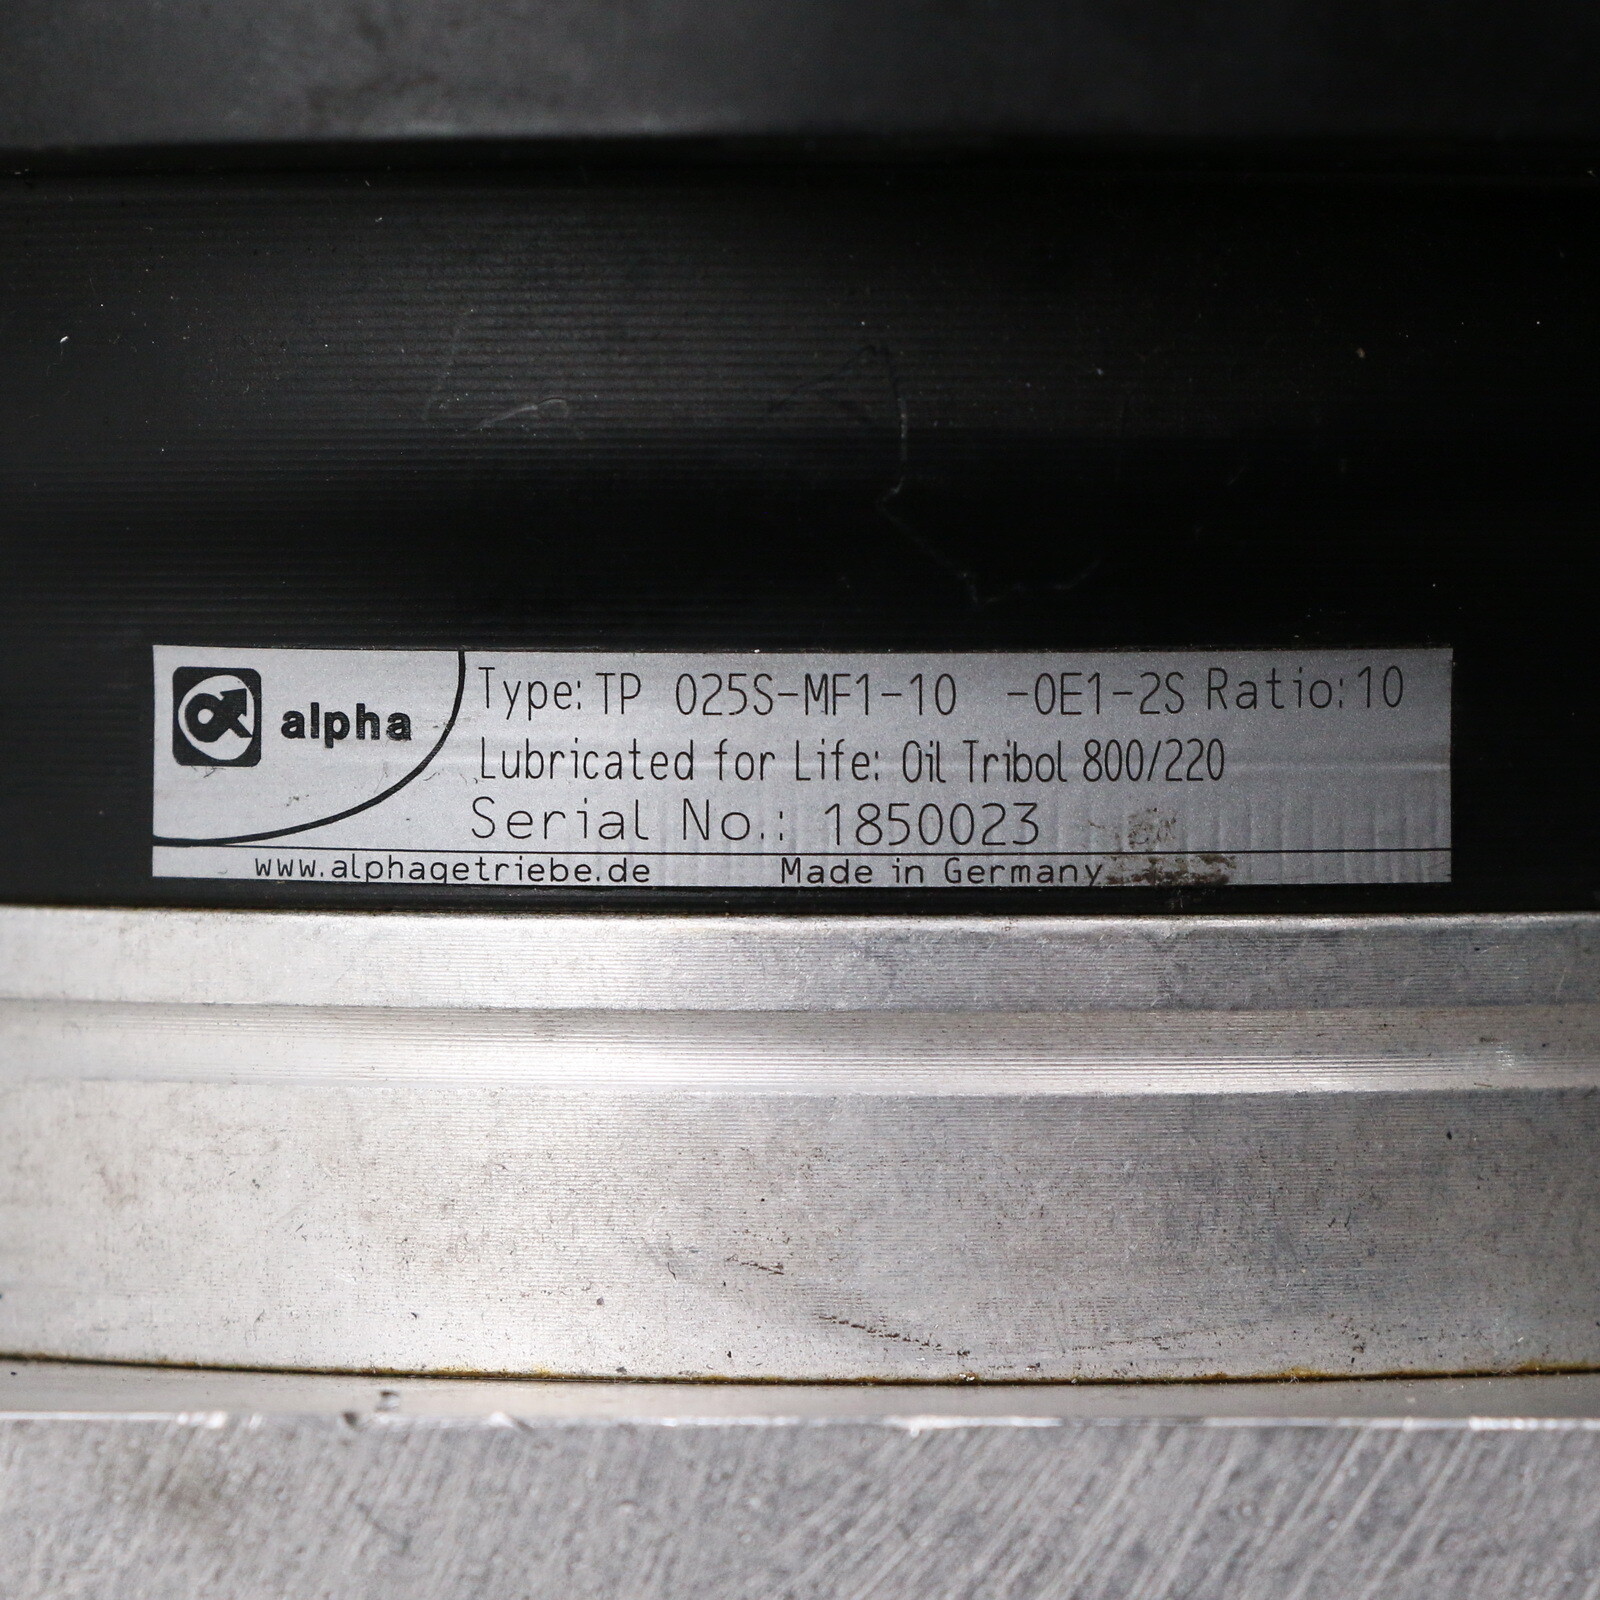 alpha
Type: TP 025S-MF1-10 -0E1-2S Ratio:10
Lubricated for Life: Oil Tribol 800/220
Serial No.: 1850023
www.alphagetriebe.de Made in Germany